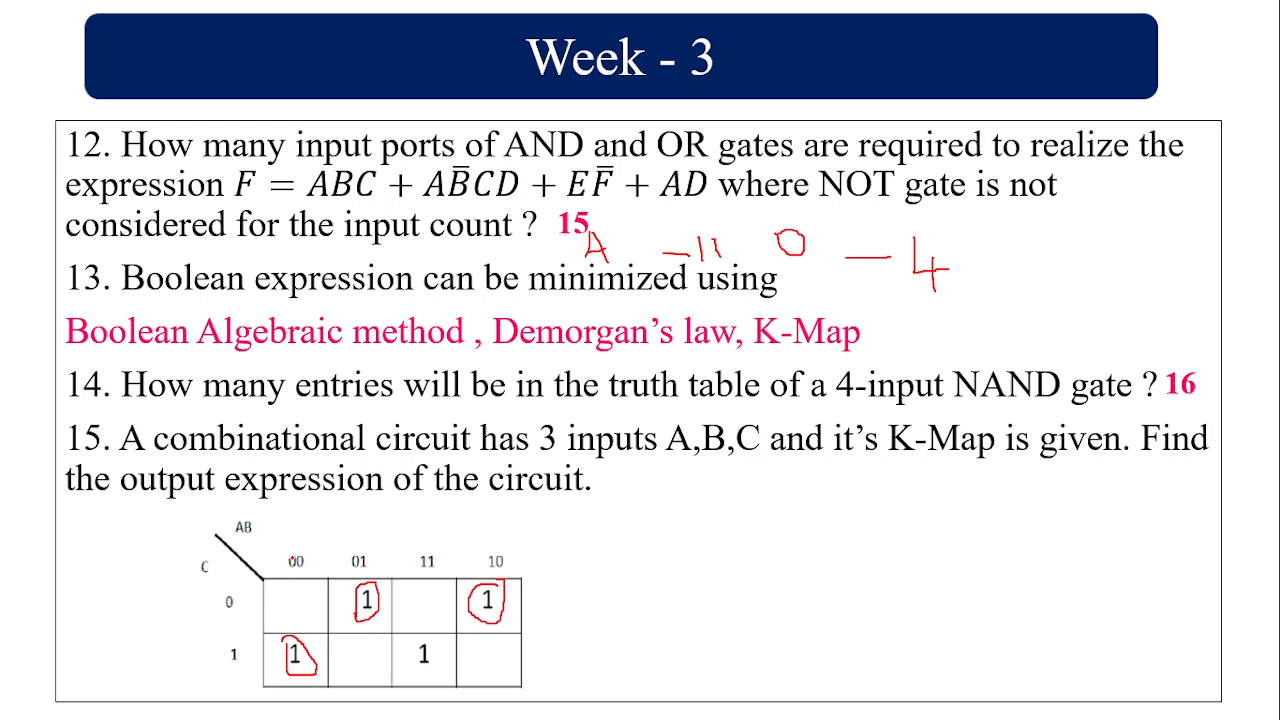 Week - 3
12. How many input ports of AND and OR gates are required to realize the
expression F = ABC + AB̅CD + EF̅ + AD where NOT gate is not
considered for the input count ? 15
A - 11 O - 4
13. Boolean expression can be minimized using
Boolean Algebraic method , Demorgan's law, K-Map
14. How many entries will be in the truth table of a 4-input NAND gate ? 16
15. A combinational circuit has 3 inputs A,B,C and it's K-Map is given. Find
the output expression of the circuit.
AB
C 00 01 11 10
0 1 1
1 1 1